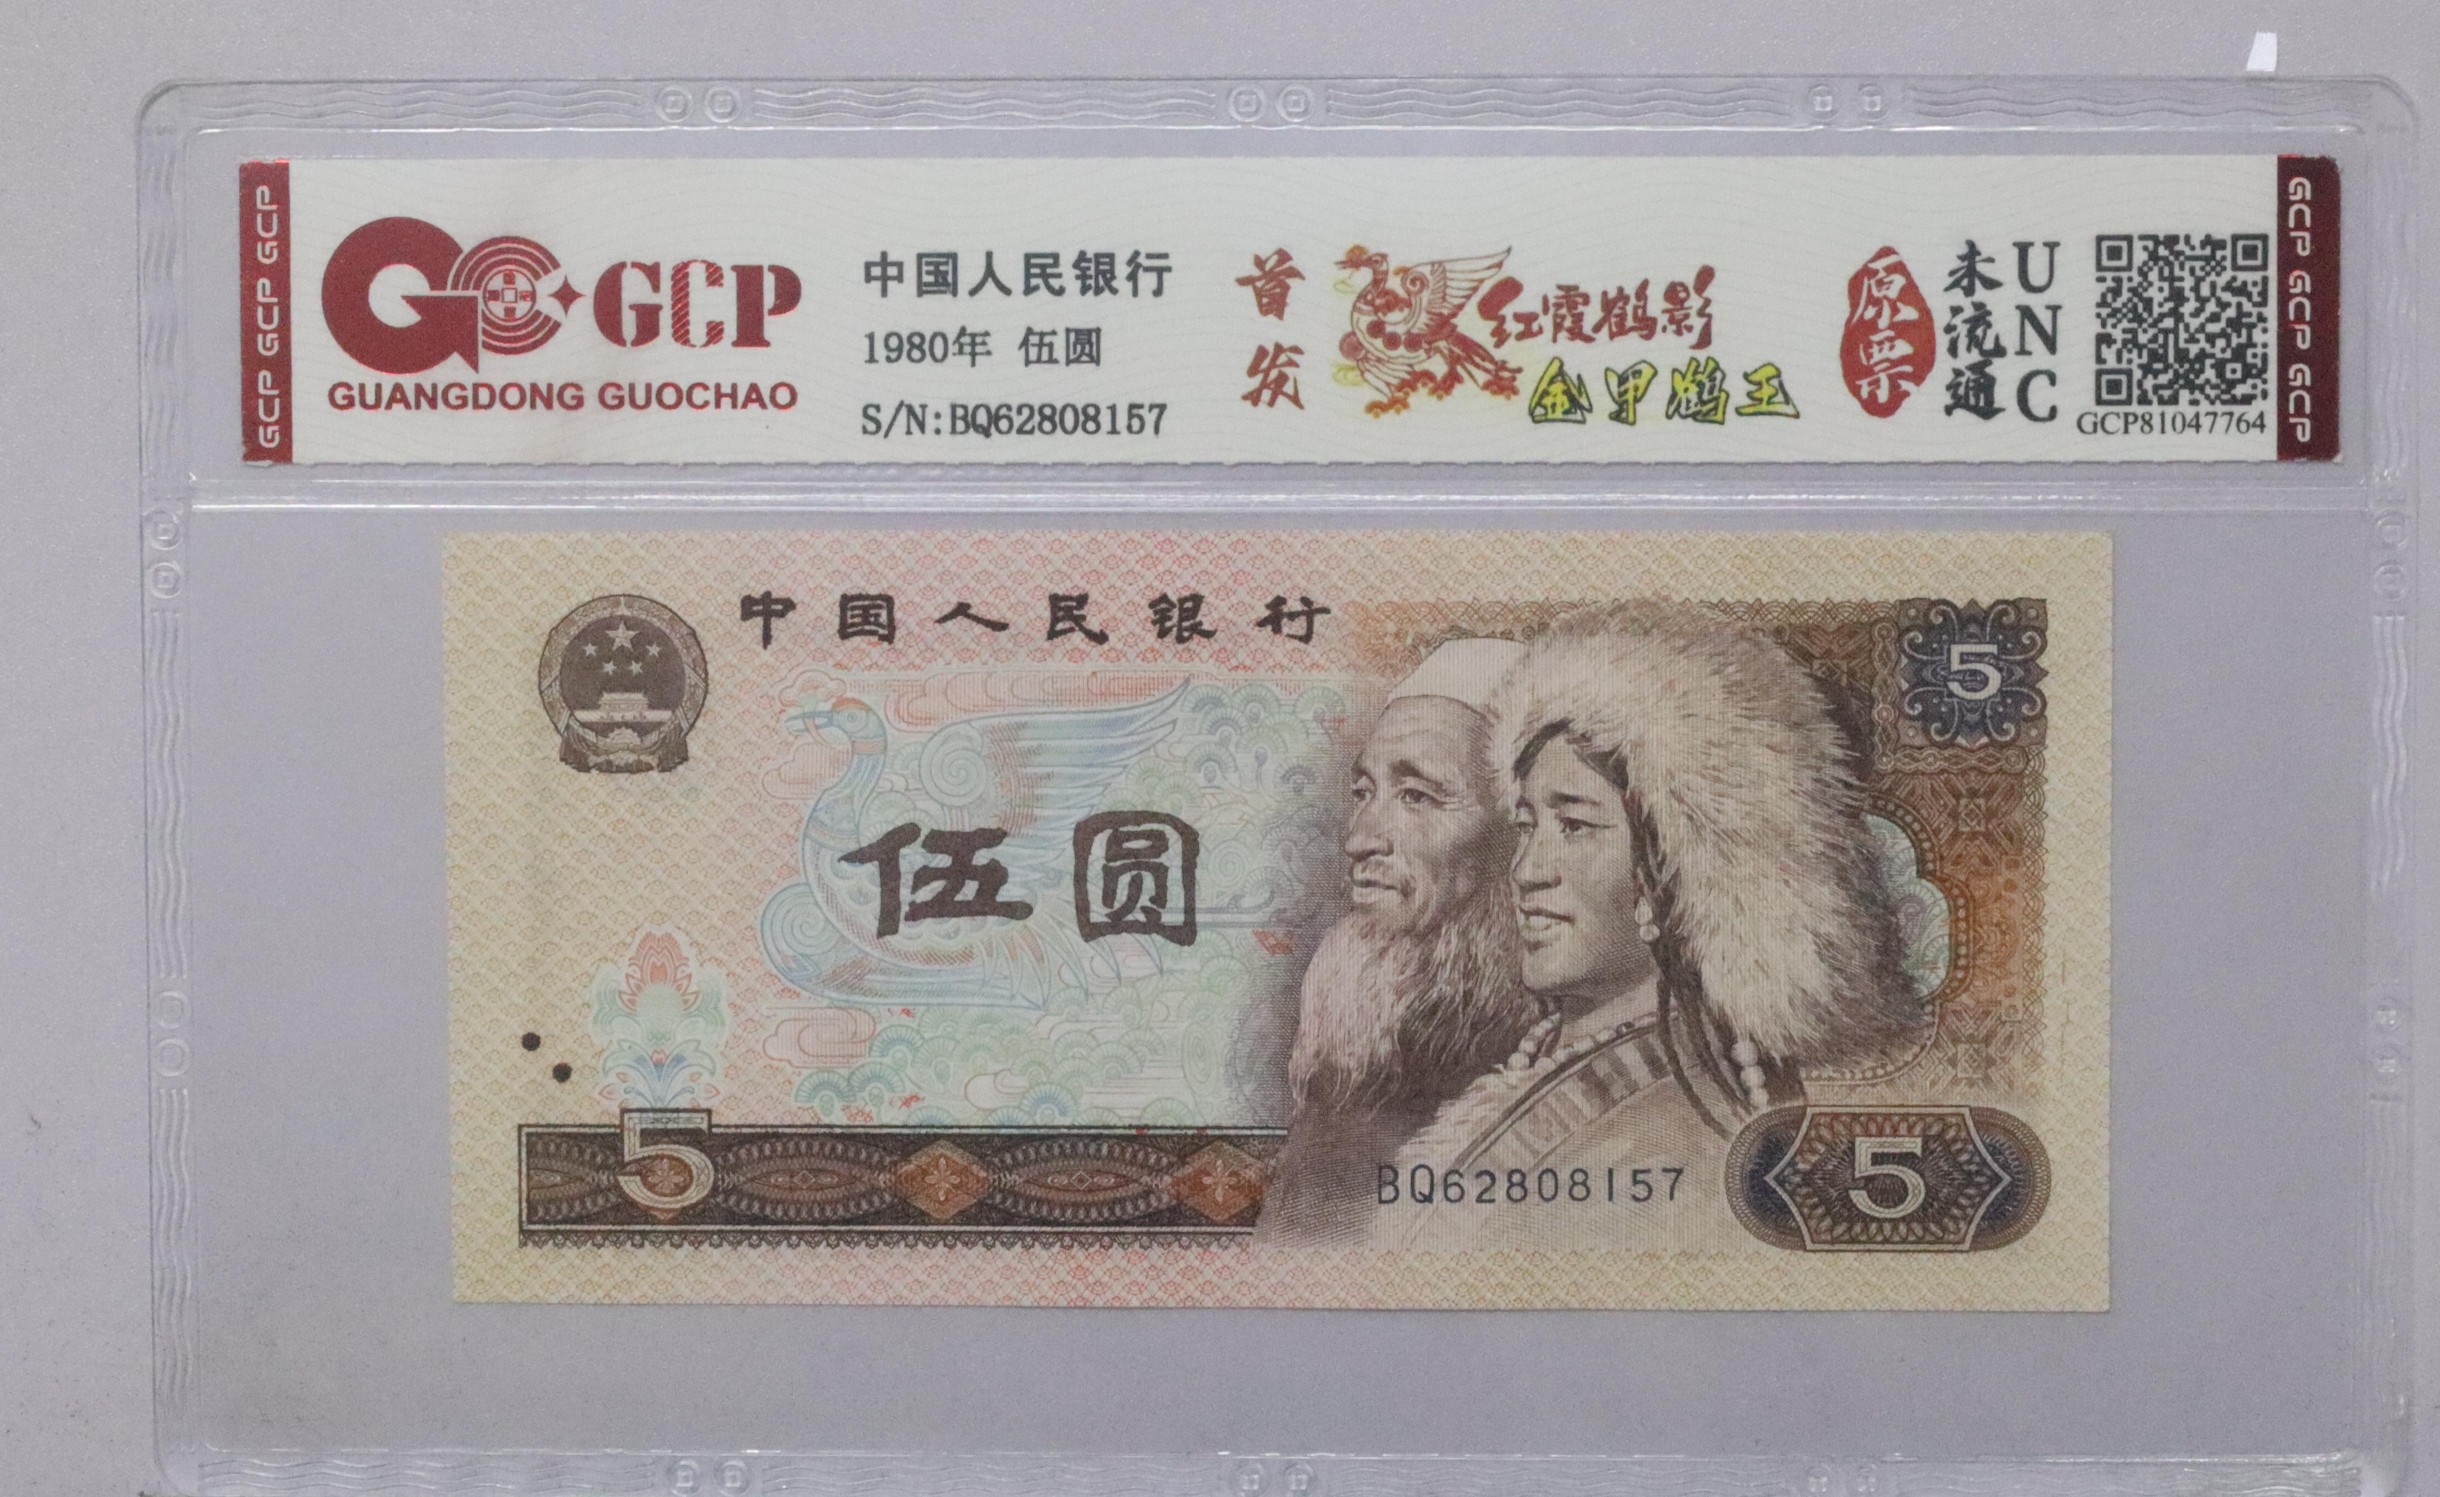 GCP GCP GCP
GCP
GUANGDONG GUOCHAO
中国人民银行
1980年 伍圆
S/N:BQ62808157
首发
红霞鹤影
金甲鹤王
原票
未流通
UNC
GCP81047764
GCP GCP GCP
中国人民银行
5
伍圆
5
BQ62808157
5